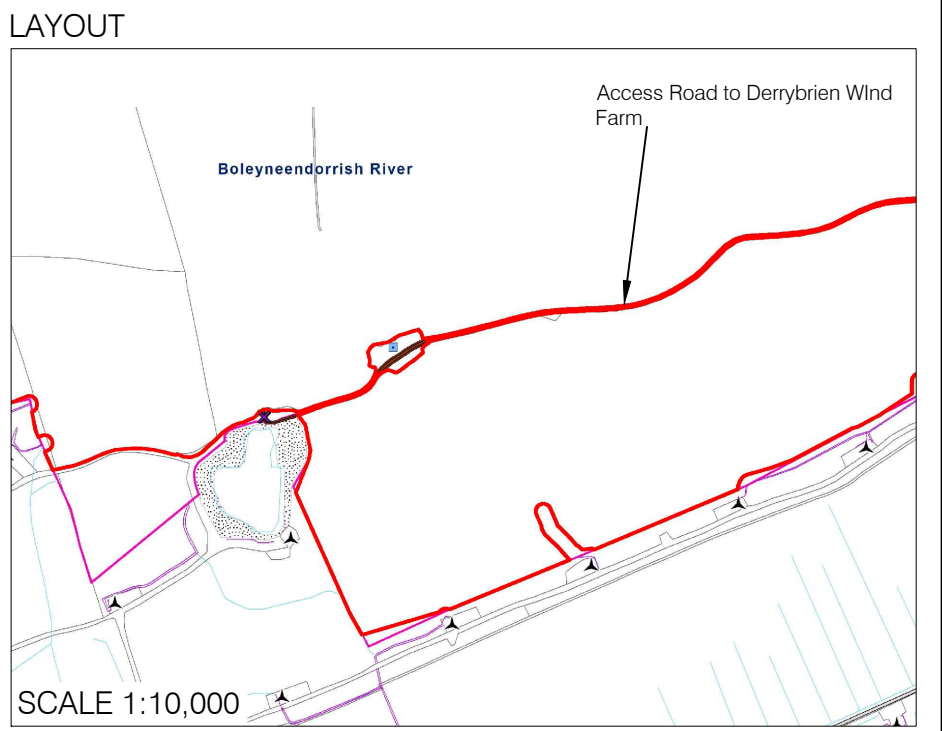 LAYOUT
Access Road to Derrybrien WInd
Farm
Boleyneendorrish River
SCALE 1:10,000